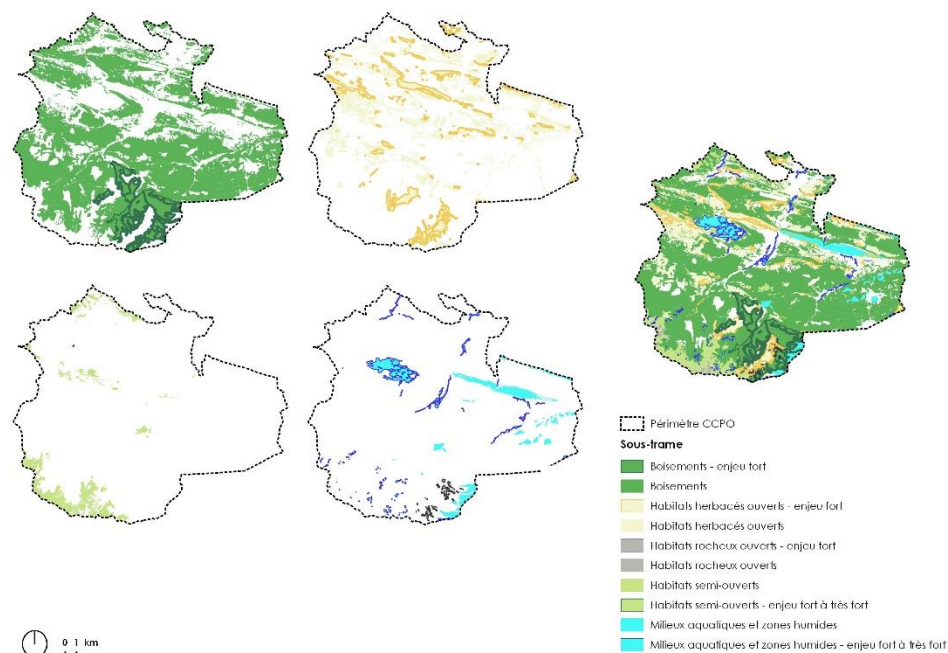 Périmètre CCPO
Sous-trame
Boisements - enjeu fort
Boisements
Habitats herbacés ouverts - enjeu fort
Habitats herbacés ouverts
Habitats rocheux ouverts - enjeu fort
Habitats rocheux ouverts
Habitats semi-ouverts
Habitats semi-ouverts - enjeu fort à très fort
Milieux aquatiques et zones humides
Milieux aquatiques et zones humides - enjeu fort à très fort
0 1 km